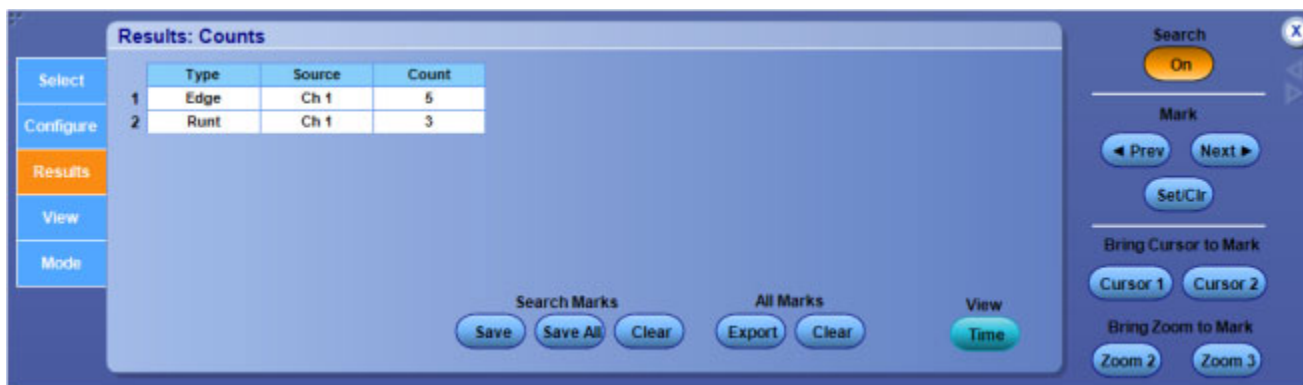 Results: Counts
Select
Configure
Results
View
Mode
Type Source Count
1 Edge Ch 1 5
2 Runt Ch 1 3
Search Marks
Save Save All Clear
All Marks
Export Clear
View
Time
Search
On
X
Mark
◄ Prev Next ►
Set/Clr
Bring Cursor to Mark
Cursor 1 Cursor 2
Bring Zoom to Mark
Zoom 2 Zoom 3